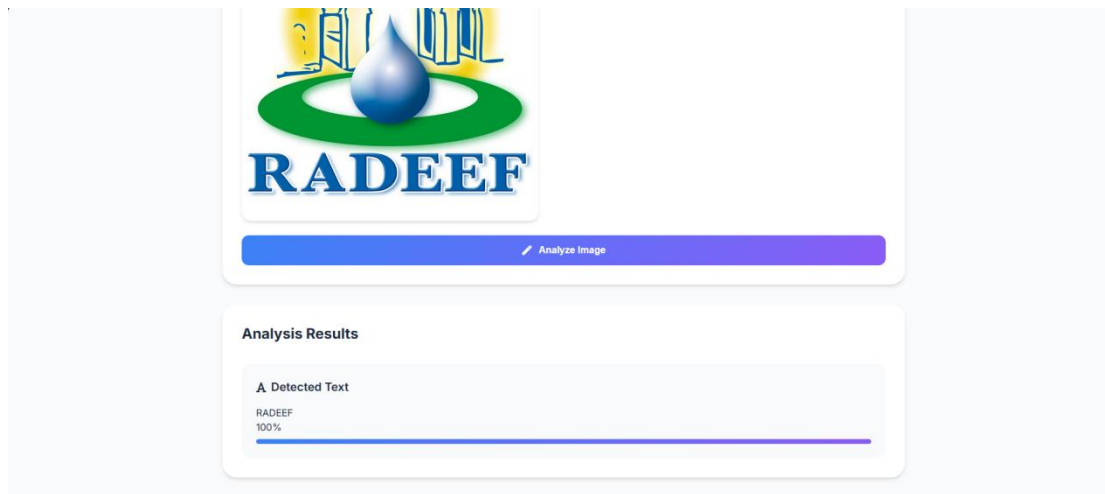 RADEEF
Analyze Image
Analysis Results
A Detected Text
RADEEF
100%